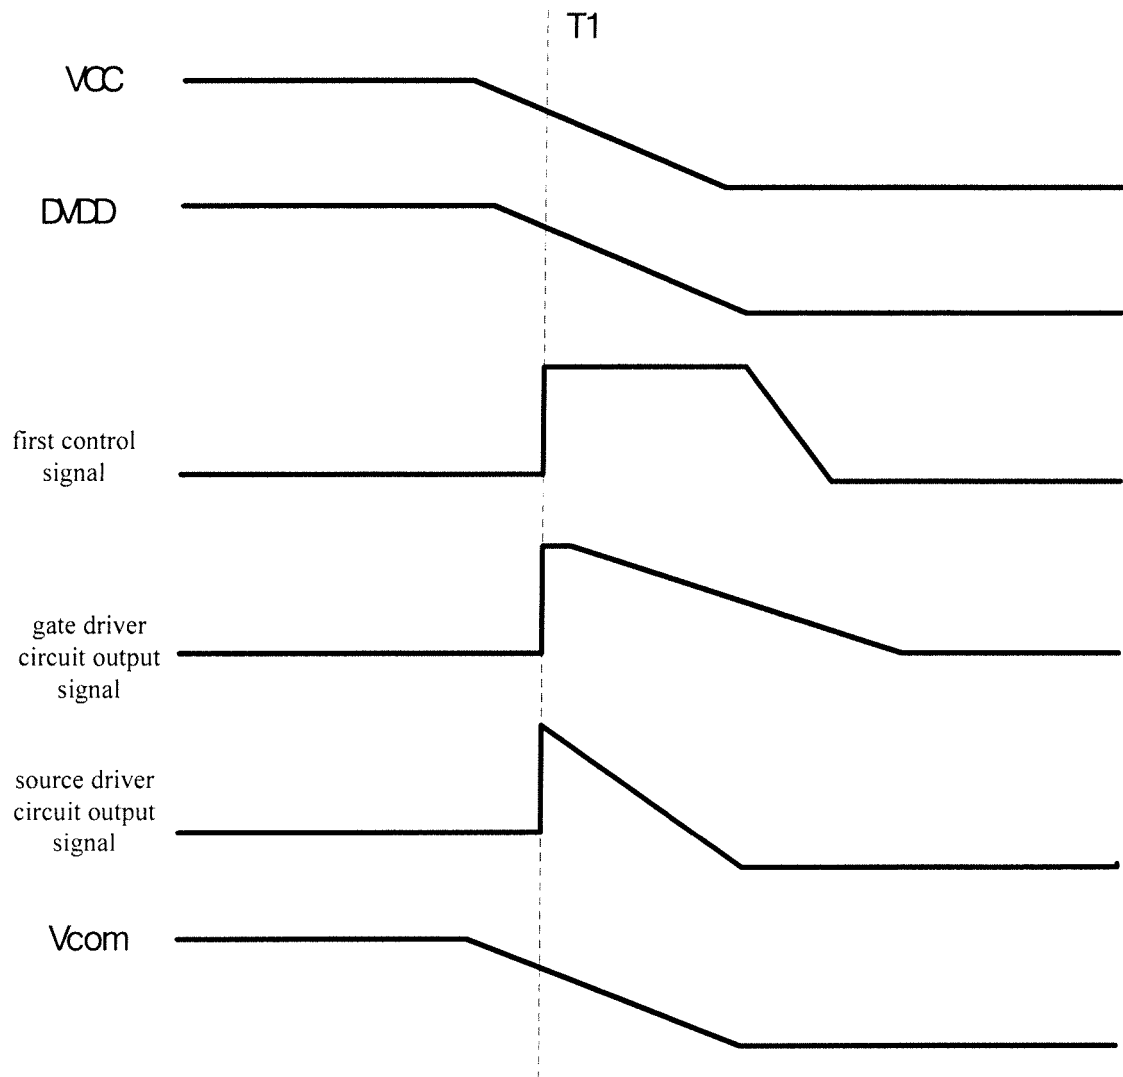 T1
VCC
DVDD
first control
signal
gate driver
circuit output
signal
source driver
circuit output
signal
Vcom